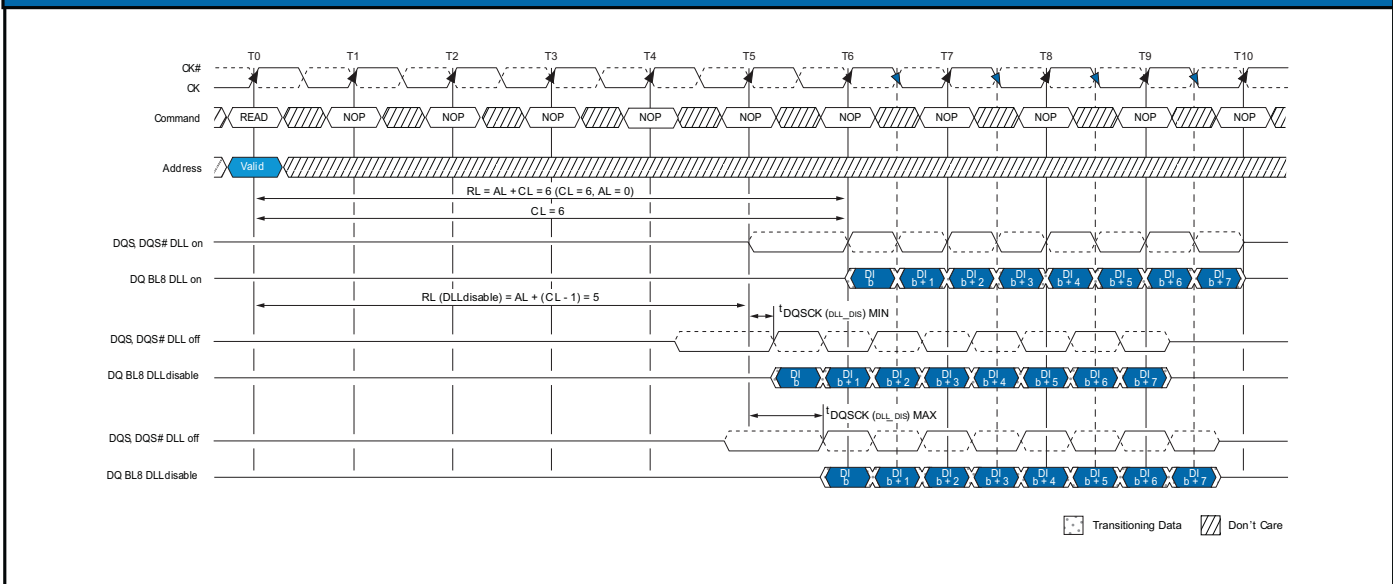 T0 T1 T2 T3 T4 T5 T6 T7 T8 T9 T10
CK#
CK
Command READ NOP NOP NOP NOP NOP NOP NOP NOP NOP NOP
Address Valid
RL = AL + CL = 6 (CL = 6, AL = 0)
CL = 6
DQS, DQS# DLL on
DQ BL8 DLL on DI b DI b + 1 DI b + 2 DI b + 3 DI b + 4 DI b + 5 DI b + 6 DI b + 7
RL (DLLdisable) = AL + (CL - 1) = 5
tDQSCK (DLL_DIS) MIN
DQS, DQS# DLL off
DQ BL8 DLLdisable DI b DI b + 1 DI b + 2 DI b + 3 DI b + 4 DI b + 5 DI b + 6 DI b + 7
tDQSCK (DLL_DIS) MAX
DQS, DQS# DLL off
DQ BL8 DLLdisable DI b DI b + 1 DI b + 2 DI b + 3 DI b + 4 DI b + 5 DI b + 6 DI b + 7
Transitioning Data Don't Care